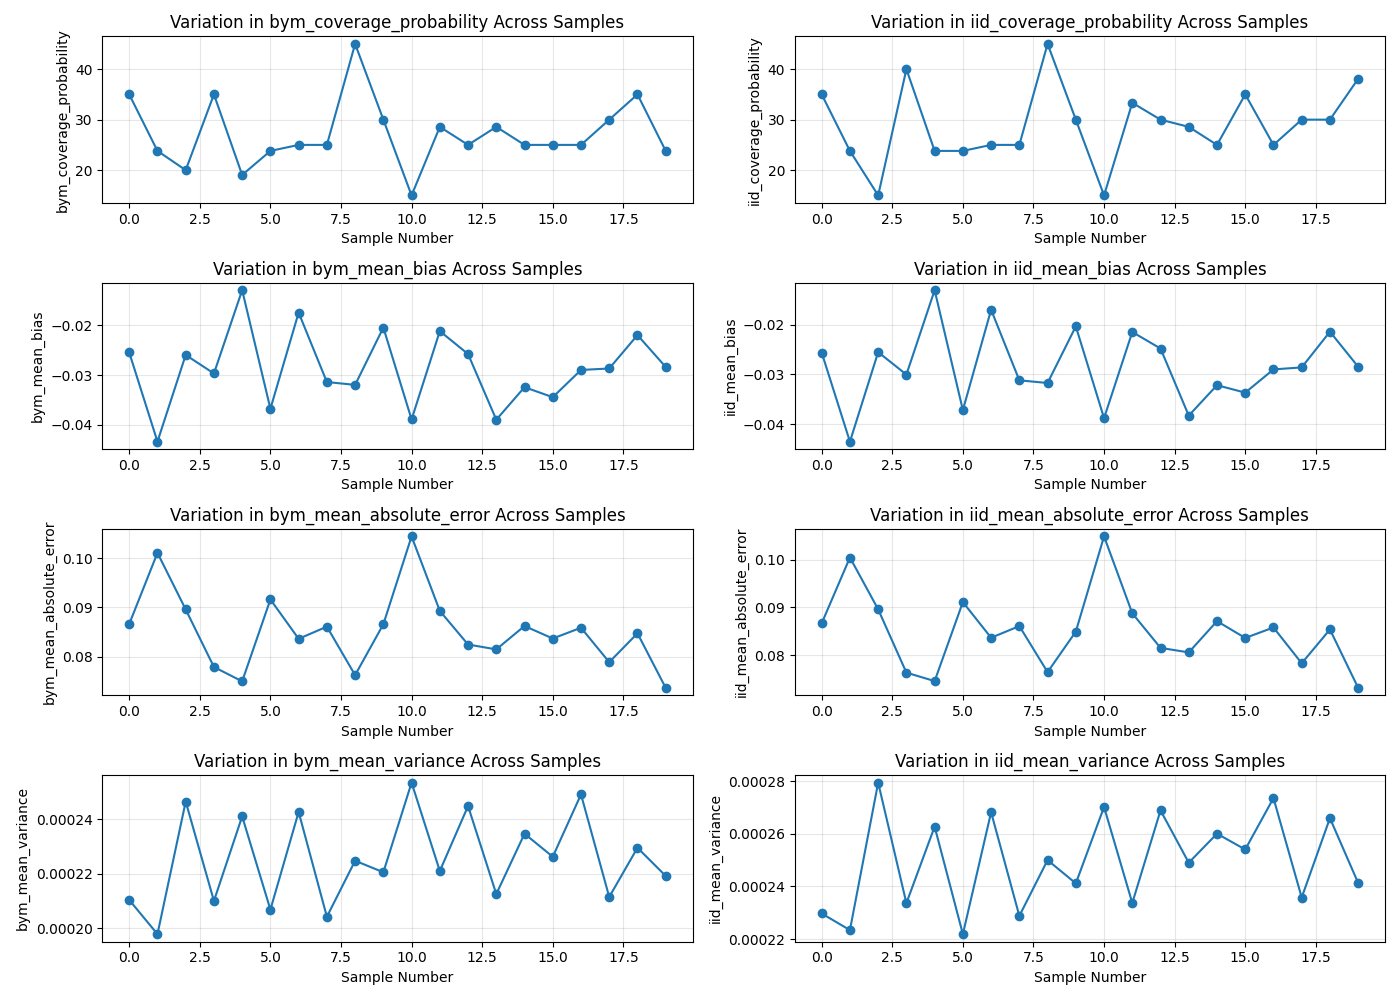 Variation in bym_coverage_probability Across Samples
bym_coverage_probability
40
30
20
0.0 2.5 5.0 7.5 10.0 12.5 15.0 17.5
Sample Number
Variation in iid_coverage_probability Across Samples
iid_coverage_probability
40
30
20
0.0 2.5 5.0 7.5 10.0 12.5 15.0 17.5
Sample Number
Variation in bym_mean_bias Across Samples
bym_mean_bias
−0.02
−0.03
−0.04
0.0 2.5 5.0 7.5 10.0 12.5 15.0 17.5
Sample Number
Variation in iid_mean_bias Across Samples
iid_mean_bias
−0.02
−0.03
−0.04
0.0 2.5 5.0 7.5 10.0 12.5 15.0 17.5
Sample Number
Variation in bym_mean_absolute_error Across Samples
bym_mean_absolute_error
0.10
0.09
0.08
0.0 2.5 5.0 7.5 10.0 12.5 15.0 17.5
Sample Number
Variation in iid_mean_absolute_error Across Samples
iid_mean_absolute_error
0.10
0.09
0.08
0.0 2.5 5.0 7.5 10.0 12.5 15.0 17.5
Sample Number
Variation in bym_mean_variance Across Samples
bym_mean_variance
0.00024
0.00022
0.00020
0.0 2.5 5.0 7.5 10.0 12.5 15.0 17.5
Sample Number
Variation in iid_mean_variance Across Samples
iid_mean_variance
0.00028
0.00026
0.00024
0.00022
0.0 2.5 5.0 7.5 10.0 12.5 15.0 17.5
Sample Number